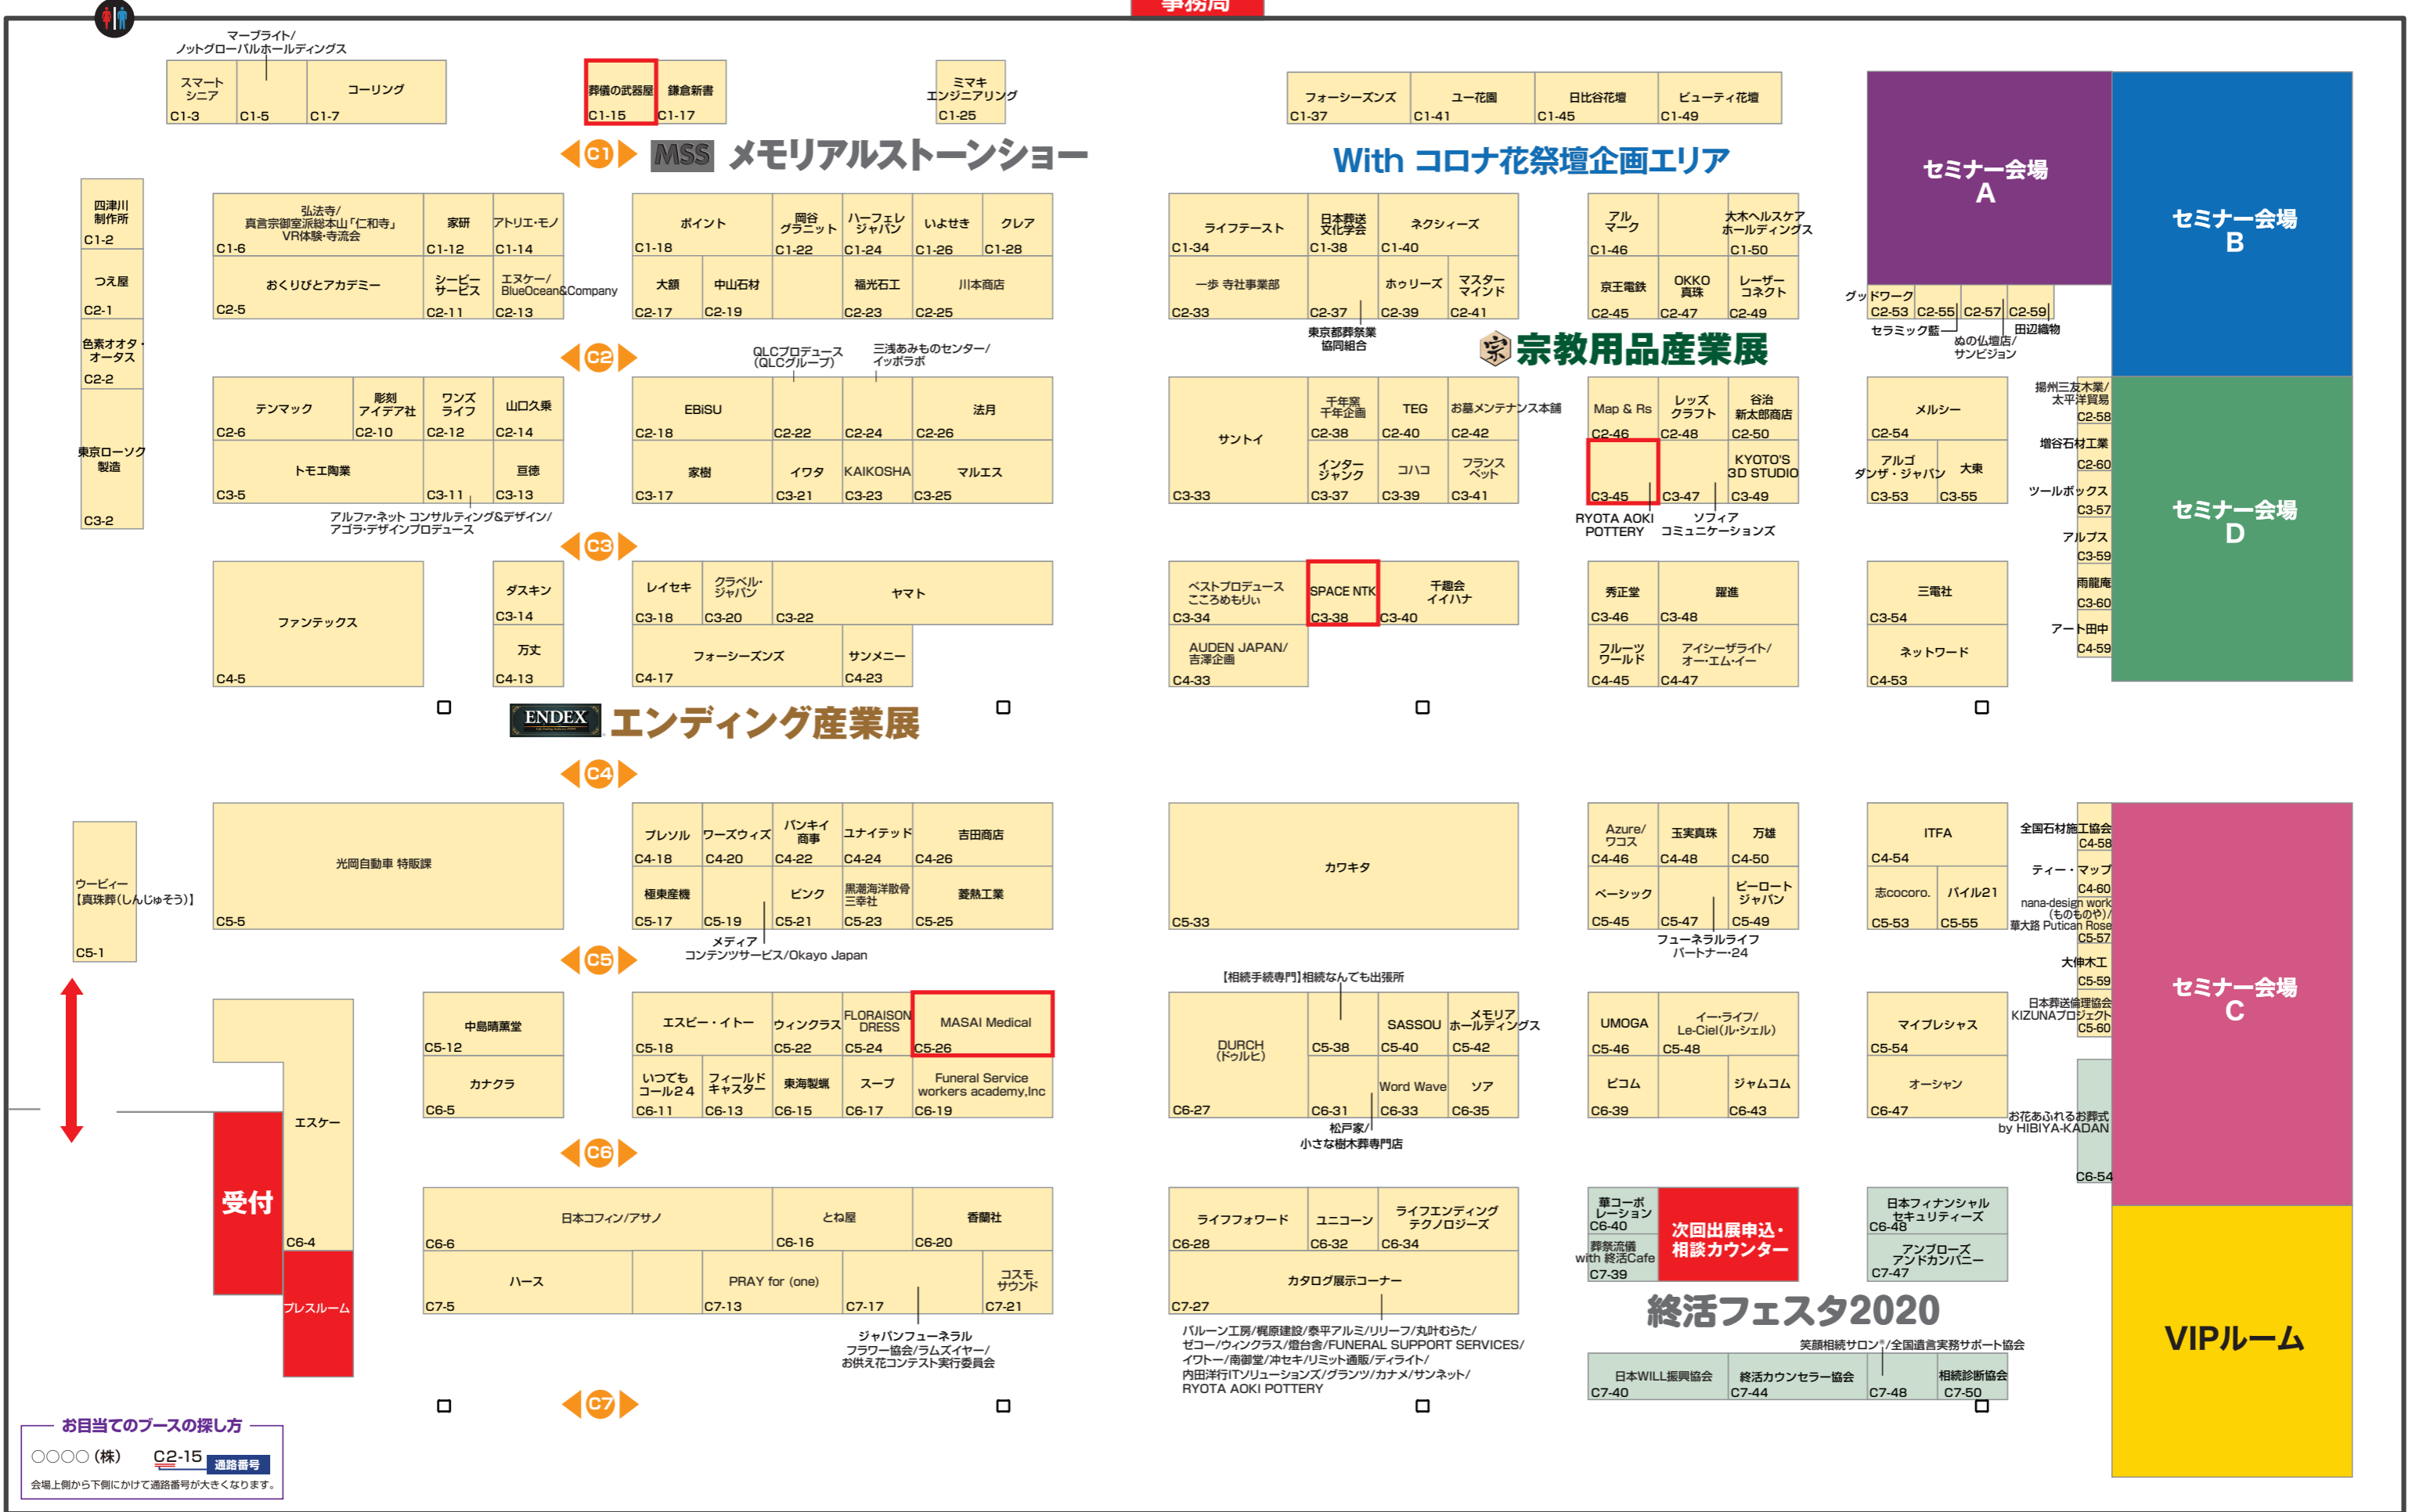 事務局
マーブライト/
ノットグローバルホールディングス
スマート
シニア
C1-3
C1-5
コーリング
C1-7
葬儀の武器屋
C1-15
鎌倉新書
C1-17
ミマキ
エンジニアリング
C1-25
フォーシーズンズ
C1-37
ユー花園
C1-41
日比谷花壇
C1-45
ビューティ花壇
C1-49
セミナー会場
A
セミナー会場
B
C1
MSS メモリアルストーンショー
With コロナ花祭壇企画エリア
四津川
制作所
C1-2
つえ屋
C2-1
色素オオタ・
オータス
C2-2
東京ローソク
製造
C3-2
弘法寺/
真言宗御室派総本山「仁和寺」
VR体験・寺流会
C1-6
家研
C1-12
アトリエ・モノ
C1-14
ポイント
C1-18
岡谷
グラニット
C1-22
ハーフェレ
ジャパン
C1-24
いよせき
C1-26
クレア
C1-28
ライフテースト
C1-34
日本葬送
文化学会
C1-38
ネクシィーズ
C1-40
アル
マーク
C1-46
大木ヘルスケア
ホールディングス
C1-50
おくりびとアカデミー
C2-5
シービー
サービス
C2-11
エヌケー/
BlueOcean&Company
C2-13
大額
C2-17
中山石材
C2-19
福光石工
C2-23
川本商店
C2-25
一歩 寺社事業部
C2-33
C2-37
東京都葬祭業
協同組合
ホゥリーズ
C2-39
マスター
マインド
C2-41
京王電鉄
C2-45
OKKO
真珠
C2-47
レーザー
コネクト
C2-49
グッドワーク
C2-53
C2-55
C2-57
C2-59
セラミック藍
ぬの仏壇店/
サンビジョン
田辺織物
C2
QLCプロデュース
(QLCグループ)
三浅あみものセンター/
イッポラボ
宗 宗教用品産業展
テンマック
C2-6
彫刻
アイデア社
C2-10
ワンズ
ライフ
C2-12
山口久乗
C2-14
EBiSU
C2-18
C2-22
C2-24
法月
C2-26
サントイ
C3-33
千年窯
千年企画
C2-38
TEG
C2-40
お墓メンテナンス本舗
C2-42
Map & Rs
C2-46
レッズ
クラフト
C2-48
谷治
新太郎商店
C2-50
メルシー
C2-54
揚州三友木業/
太平洋貿易
C2-58
増谷石材工業
C2-60
ツールボックス
C3-57
アルプス
C3-59
雨龍庵
C3-60
アート田中
C4-59
セミナー会場
D
トモエ陶業
C3-5
C3-11
亘徳
C3-13
アルファ・ネット コンサルティング&デザイン/
アゴラ・デザインプロデュース
家樹
C3-17
イワタ
C3-21
KAIKOSHA
C3-23
マルエス
C3-25
インター
ジャンク
C3-37
コハコ
C3-39
フランス
ベット
C3-41
C3-45
RYOTA AOKI
POTTERY
C3-47
ソフィア
コミュニケーションズ
KYOTO'S
3D STUDIO
C3-49
アルゴ
ダンザ・ジャパン
C3-53
大東
C3-55
C3
ファンテックス
C4-5
ダスキン
C3-14
万丈
C4-13
レイセキ
C3-18
クラベル・
ジャパン
C3-20
ヤマト
C3-22
フォーシーズンズ
C4-17
サンメニー
C4-23
ベストプロデュース
こころめもりぃ
C3-34
SPACE NTK
C3-38
千趣会
イイハナ
C3-40
AUDEN JAPAN/
吉澤企画
C4-33
秀正堂
C3-46
躍進
C3-48
フルーツ
ワールド
C4-45
アイシーザライト/
オー・エム・イー
C4-47
三電社
C3-54
ネットワード
C4-53
ENDEX エンディング産業展
C4
ウービィー
【真珠葬(しんじゅそう)】
C5-1
光岡自動車 特販課
C5-5
プレソル
C4-18
ワーズウィズ
C4-20
バンキイ
商事
C4-22
ユナイテッド
C4-24
吉田商店
C4-26
極東産機
C5-17
C5-19
メディア
コンテンツサービス/Okayo Japan
ピンク
C5-21
黒潮海洋散骨
三幸社
C5-23
菱熱工業
C5-25
カワキタ
C5-33
Azure/
ワコス
C4-46
玉実真珠
C4-48
万雄
C4-50
ベーシック
C5-45
C5-47
フューネラルライフ
パートナー・24
ピーロート
ジャパン
C5-49
ITFA
C4-54
志cocoro.
C5-53
パイル21
C5-55
全国石材施工協会
C4-58
ティー・マップ
C4-60
nana-design work
(ものものや)/
華大路 Putican Rose
C5-57
大伸木工
C5-59
日本葬送倫理協会
KIZUNAプロジェクト
C5-60
お花あふれるお葬式
by HIBIYA-KADAN
C6-54
セミナー会場
C
C5
【相続手続専門】相続なんでも出張所
中島晴薫堂
C5-12
カナクラ
C6-5
エスピー・イトー
C5-18
ウィンクラス
C5-22
FLORAISON
DRESS
C5-24
MASAI Medical
C5-26
いつでも
コール24
C6-11
フィールド
キャスター
C6-13
東海製蝋
C6-15
スープ
C6-17
Funeral Service
workers academy,Inc
C6-19
DURCH
(ドゥルヒ)
C6-27
C5-38
SASSOU
C5-40
メモリア
ホールディングス
C5-42
C6-31
松戸家/
小さな樹木葬専門店
Word Wave
C6-33
ソア
C6-35
UMOGA
C5-46
イー・ライフ/
Le-Ciel(ル・シェル)
C5-48
ピコム
C6-39
ジャムコム
C6-43
マイプレシャス
C5-54
オーシャン
C6-47
エスケー
C6-4
受付
プレスルーム
C6
日本コフィン/アサノ
C6-6
とね屋
C6-16
香蘭社
C6-20
ハース
C7-5
PRAY for (one)
C7-13
C7-17
コスモ
サウンド
C7-21
ジャパンフューネラル
フラワー協会/ラムズイヤー/
お供え花コンテスト実行委員会
ライフフォワード
C6-28
ユニコーン
C6-32
ライフエンディング
テクノロジーズ
C6-34
カタログ展示コーナー
C7-27
バルーン工房/梶原建設/泰平アルミ/リリーフ/丸叶むらた/
ゼコー/ウィンクラス/燈台舎/FUNERAL SUPPORT SERVICES/
イワトー/南御堂/冲セキ/リミット通販/ディライト/
内田洋行ITソリューションズ/グランツ/カナメ/サンネット/
RYOTA AOKI POTTERY
華コーポ
レーション
C6-40
葬祭流儀
with 終活Cafe
C7-39
次回出展申込・
相談カウンター
日本フィナンシャル
セキュリティーズ
C6-48
アンブローズ
アンドカンパニー
C7-47
終活フェスタ2020
笑顔相続サロン®/全国遺言実務サポート協会
日本WILL振興協会
C7-40
終活カウンセラー協会
C7-44
C7-48
相続診断協会
C7-50
VIPルーム
C7
お目当てのブースの探し方
○○○○(株) C2-15 通路番号
会場上側から下側にかけて通路番号が大きくなります。